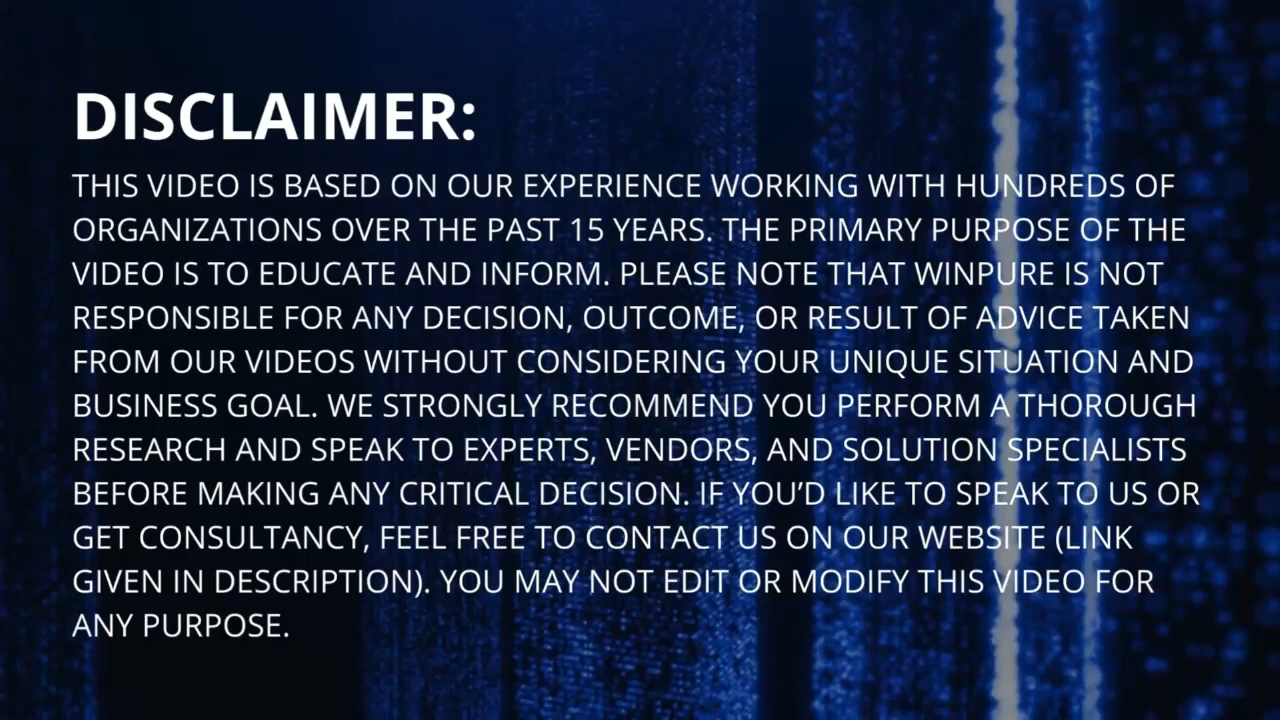 DISCLAIMER:
THIS VIDEO IS BASED ON OUR EXPERIENCE WORKING WITH HUNDREDS OF
ORGANIZATIONS OVER THE PAST 15 YEARS. THE PRIMARY PURPOSE OF THE
VIDEO IS TO EDUCATE AND INFORM. PLEASE NOTE THAT WINPURE IS NOT
RESPONSIBLE FOR ANY DECISION, OUTCOME, OR RESULT OF ADVICE TAKEN
FROM OUR VIDEOS WITHOUT CONSIDERING YOUR UNIQUE SITUATION AND
BUSINESS GOAL. WE STRONGLY RECOMMEND YOU PERFORM A THOROUGH
RESEARCH AND SPEAK TO EXPERTS, VENDORS, AND SOLUTION SPECIALISTS
BEFORE MAKING ANY CRITICAL DECISION. IF YOU’D LIKE TO SPEAK TO US OR
GET CONSULTANCY, FEEL FREE TO CONTACT US ON OUR WEBSITE (LINK
GIVEN IN DESCRIPTION). YOU MAY NOT EDIT OR MODIFY THIS VIDEO FOR
ANY PURPOSE.